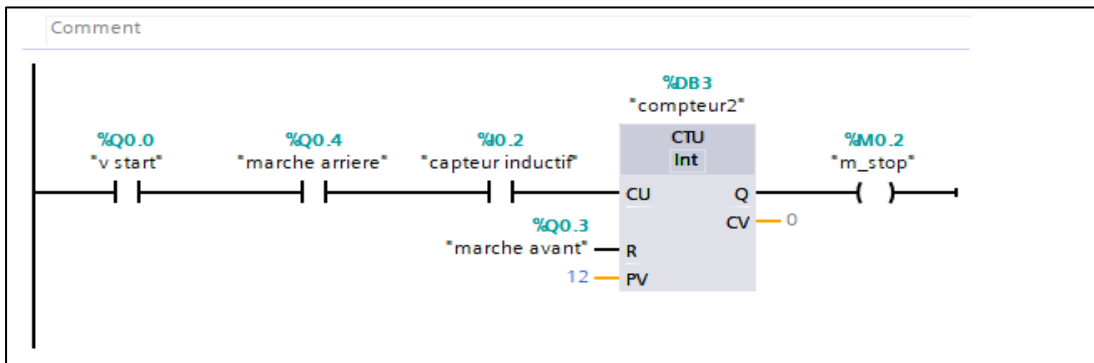 Comment
%DB3
"compteur2"
%Q0.0
%Q0.4
%I0.2
CTU
%M0.2
"v start"
"marche arriere"
"capteur inductif"
Int
"m_stop"
CU
Q
%Q0.3
CV
0
"marche avant"
R
12
PV